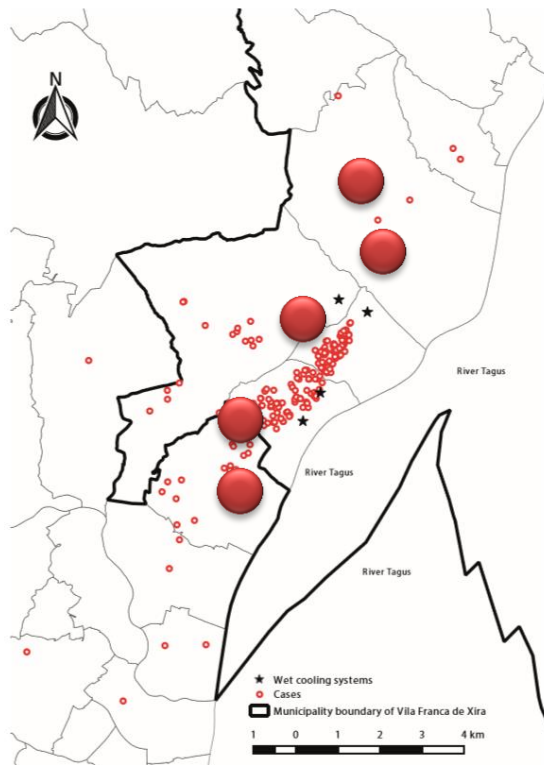 N
River Tagus
River Tagus
River Tagus
Wet cooling systems
Cases
Municipality boundary of Vila Franca de Xira
1 0 1 2 3 4 km